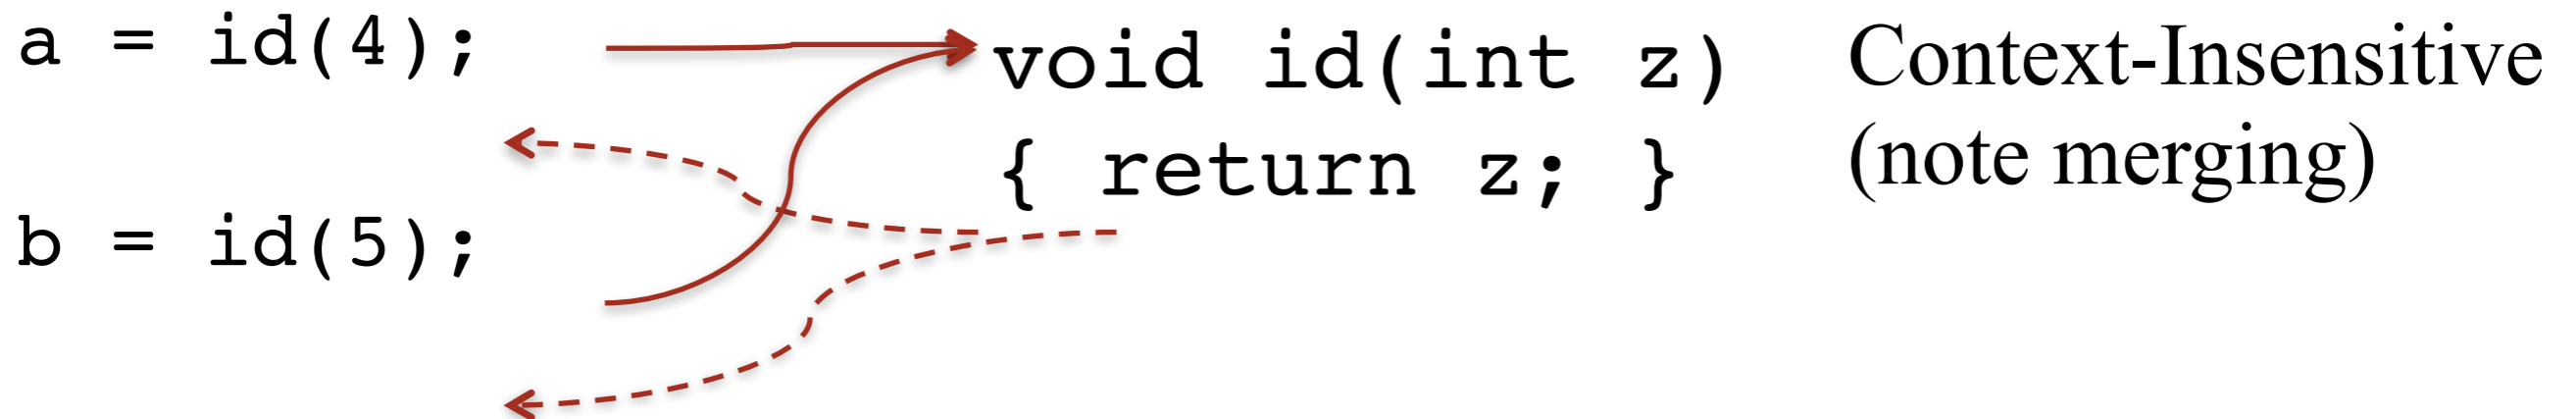 a = id(4);
void id(int z)
{ return z; }
b = id(5);
Context-Insensitive
(note merging)